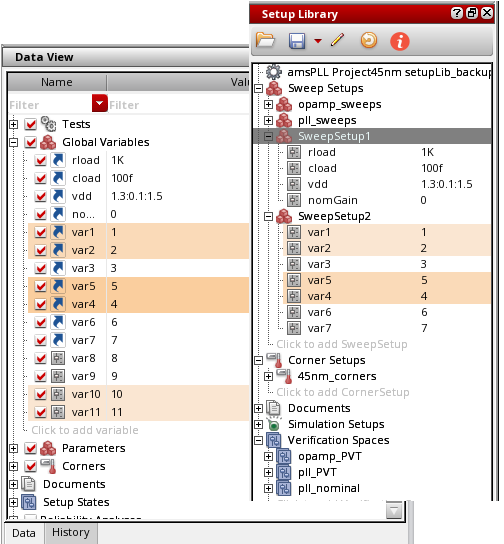 Data View
Name Valu
Filter Filter
Tests
Global Variables
rload 1K
cload 100f
vdd 1.3:0.1:1.5
no... 0
var1 1
var2 2
var3 3
var5 5
var4 4
var6 6
var7 7
var8 8
var9 9
var10 10
var11 11
Click to add variable
Parameters
Corners
Documents
Setup States
Reliability Analyses
Data History
Setup Library
amsPLL Project45nm setupLib_backup
Sweep Setups
opamp_sweeps
pll_sweeps
SweepSetup1
rload 1K
cload 100f
vdd 1.3:0.1:1.5
nomGain 0
SweepSetup2
var1 1
var2 2
var3 3
var5 5
var4 4
var6 6
var7 7
Click to add SweepSetup
Corner Setups
45nm_corners
Click to add CornerSetup
Documents
Simulation Setups
Verification Spaces
opamp_PVT
pll_PVT
pll_nominal